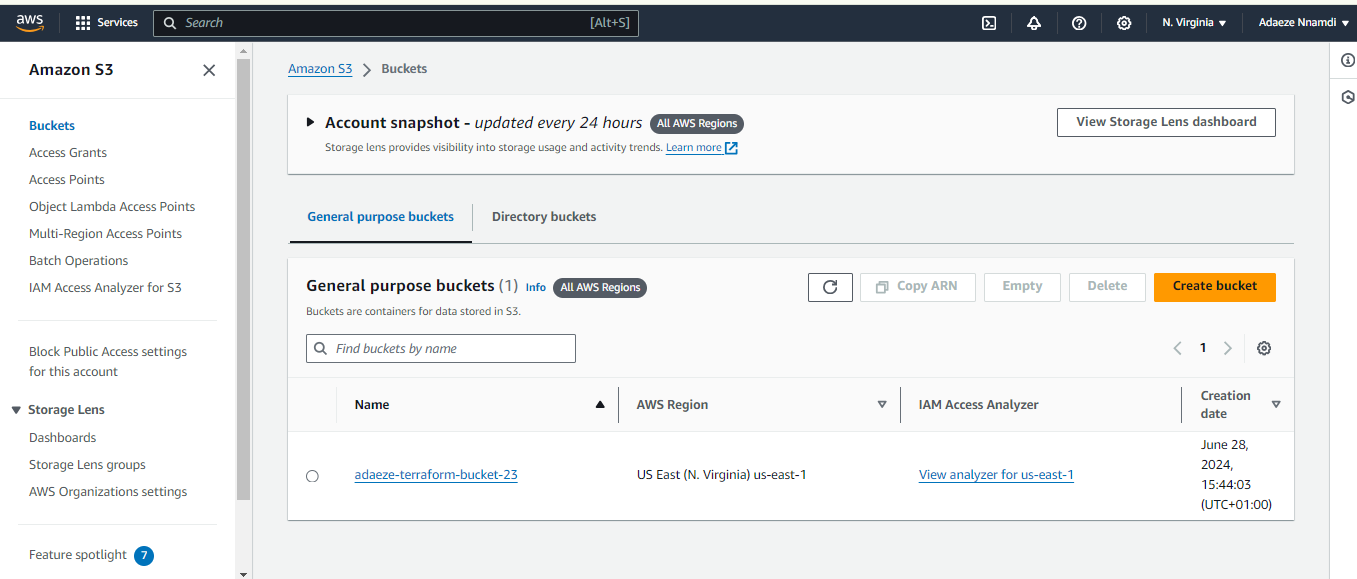 aws
Services
Search [Alt+S]
N. Virginia
Adaeze Nnamdi
Amazon S3
Buckets
Access Grants
Access Points
Object Lambda Access Points
Multi-Region Access Points
Batch Operations
IAM Access Analyzer for S3
Block Public Access settings
for this account
Storage Lens
Dashboards
Storage Lens groups
AWS Organizations settings
Feature spotlight 7
Amazon S3 > Buckets
Account snapshot - updated every 24 hours All AWS Regions
Storage lens provides visibility into storage usage and activity trends. Learn more
View Storage Lens dashboard
General purpose buckets
Directory buckets
General purpose buckets (1) Info All AWS Regions
Buckets are containers for data stored in S3.
Copy ARN
Empty
Delete
Create bucket
Find buckets by name
1
Name
AWS Region
IAM Access Analyzer
Creation
date
adaeze-terraform-bucket-23
US East (N. Virginia) us-east-1
View analyzer for us-east-1
June 28,
2024,
15:44:03
(UTC+01:00)